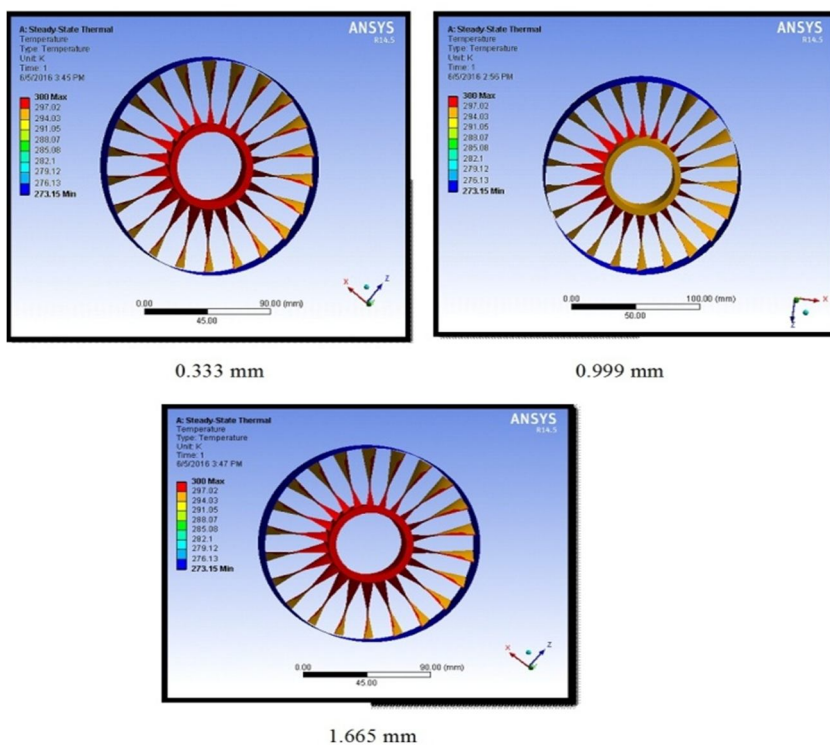 A: Steady-State Thermal
Temperature
Type: Temperature
Unit: K
Time: 1
6/5/2016 3:45 PM
300 Max
297.02
294.03
291.05
288.07
285.08
282.1
279.12
276.13
273.15 Min
ANSYS
R14.5
X
Z
0.00
90.00 (mm)
45.00
0.333 mm
A: Steady-State Thermal
Temperature
Type: Temperature
Unit: K
Time: 1
6/5/2016 2:56 PM
300 Max
297.02
294.03
291.05
288.07
285.08
282.1
279.12
276.13
273.15 Min
ANSYS
R14.5
X
Z
0.00
100.00 (mm)
50.00
0.999 mm
A: Steady-State Thermal
Temperature
Type: Temperature
Unit: K
Time: 1
6/5/2016 3:47 PM
300 Max
297.02
294.03
291.05
288.07
285.08
282.1
279.12
276.13
273.15 Min
ANSYS
R14.5
X
Z
0.00
90.00 (mm)
45.00
1.665 mm